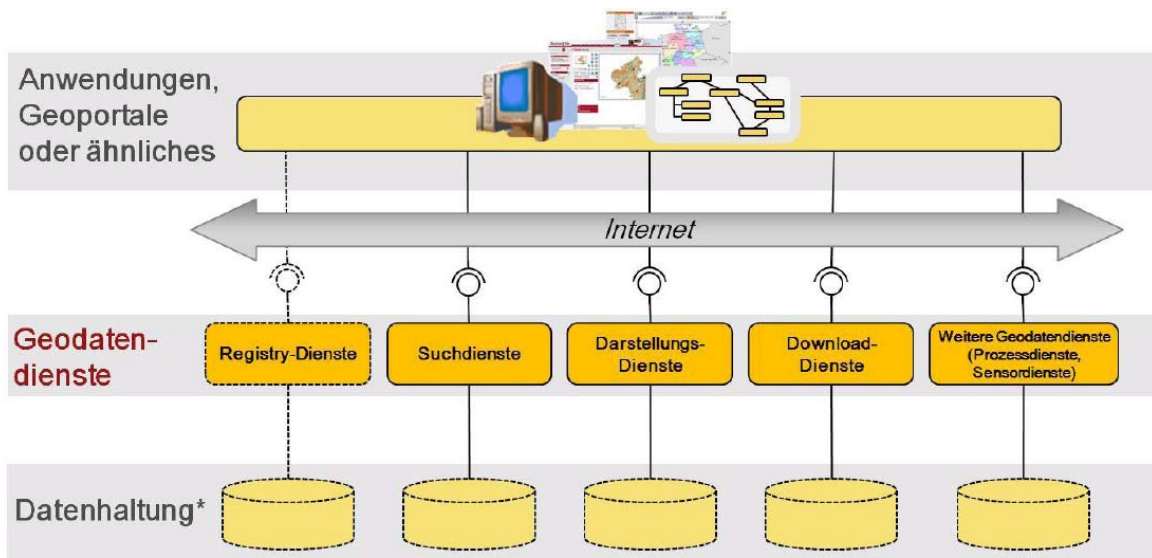 Anwendungen,
Geoportale
oder ähnliches
Internet
Geodaten-
dienste
Registry-Dienste
Suchdienste
Darstellungs-
Dienste
Download-
Dienste
Weitere Geodatendienste
(Prozessdienste,
Sensordienste)
Datenhaltung*